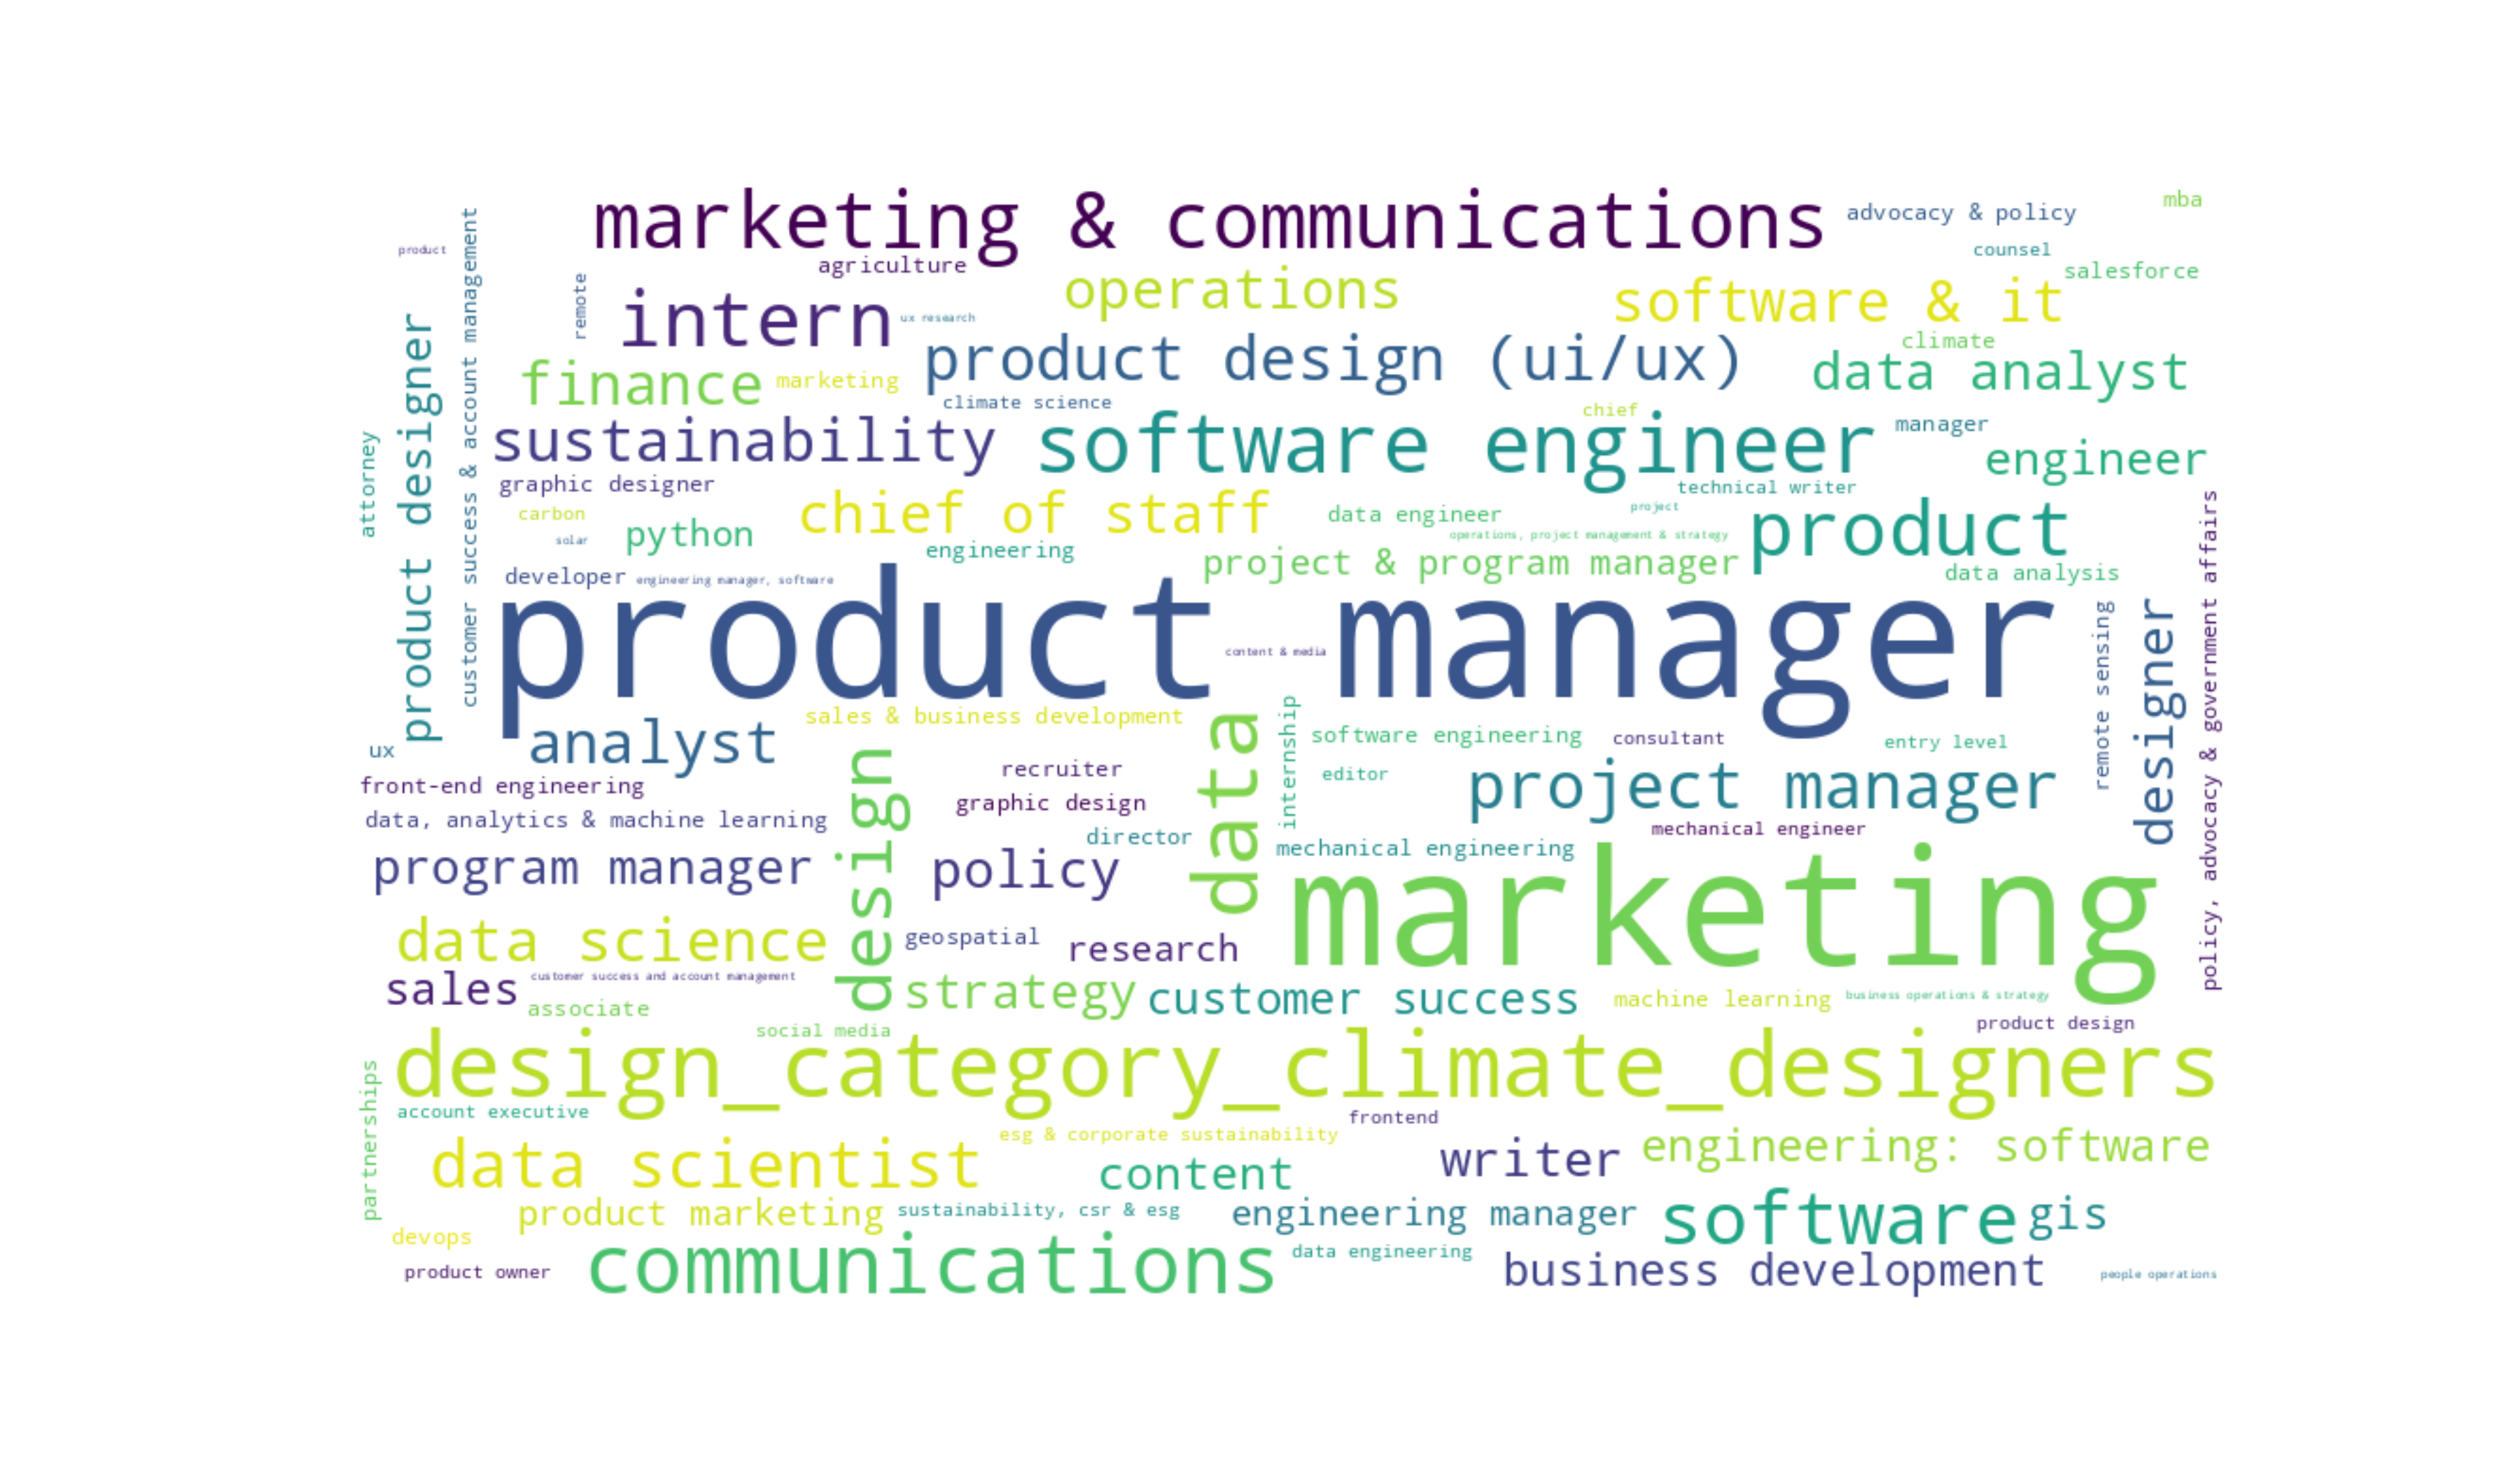 marketing & communications
advocacy & policy
mba
product
customer success & account management
agriculture
counsel
salesforce
remote
intern
ux research
operations
software & it
product designer
finance
marketing
product design (ui/ux)
climate
data analyst
climate science
sustainability
software engineer
chief
manager
engineer
attorney
graphic designer
technical writer
carbon
python
chief of staff
data engineer
project
product
solar
engineering
operations, project management & strategy
project & program manager
data analysis
developer
engineering manager, software
policy, advocacy & government affairs
product manager
content & media
remote sensing
designer
sales & business development
analyst
data
internship
software engineering
consultant
entry level
ux
design
recruiter
editor
project manager
front-end engineering
graphic design
data, analytics & machine learning
director
mechanical engineer
mechanical engineering
program manager
policy
marketing
data science
geospatial
research
sales
customer success and account management
associate
strategy
customer success
machine learning
business operations & strategy
social media
product design
design_category_climate_designers
partnerships
account executive
frontend
esg & corporate sustainability
data scientist
content
writer
engineering: software
product marketing
sustainability, csr & esg
engineering manager
software
gis
devops
communications
data engineering
business development
product owner
people operations